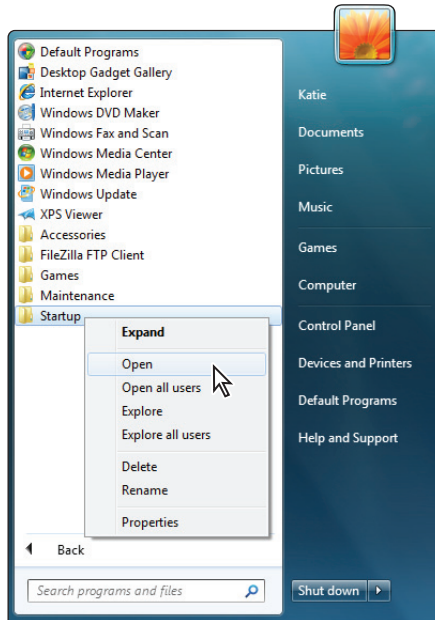 Default Programs
Desktop Gadget Gallery
Internet Explorer
Windows DVD Maker
Windows Fax and Scan
Windows Media Center
Windows Media Player
Windows Update
XPS Viewer
Accessories
FileZilla FTP Client
Games
Maintenance
Startup
Expand
Open
Open all users
Explore
Explore all users
Delete
Rename
Properties
Back
Search programs and files
Katie
Documents
Pictures
Music
Games
Computer
Control Panel
Devices and Printers
Default Programs
Help and Support
Shut down